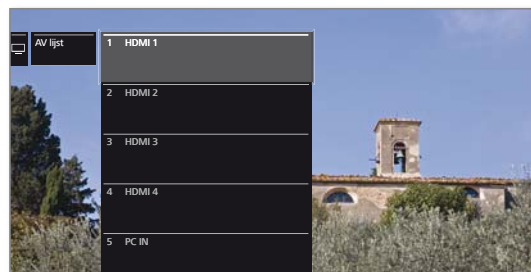 AV lijst
1 HDMI 1
2 HDMI 2
3 HDMI 3
4 HDMI 4
5 PC IN